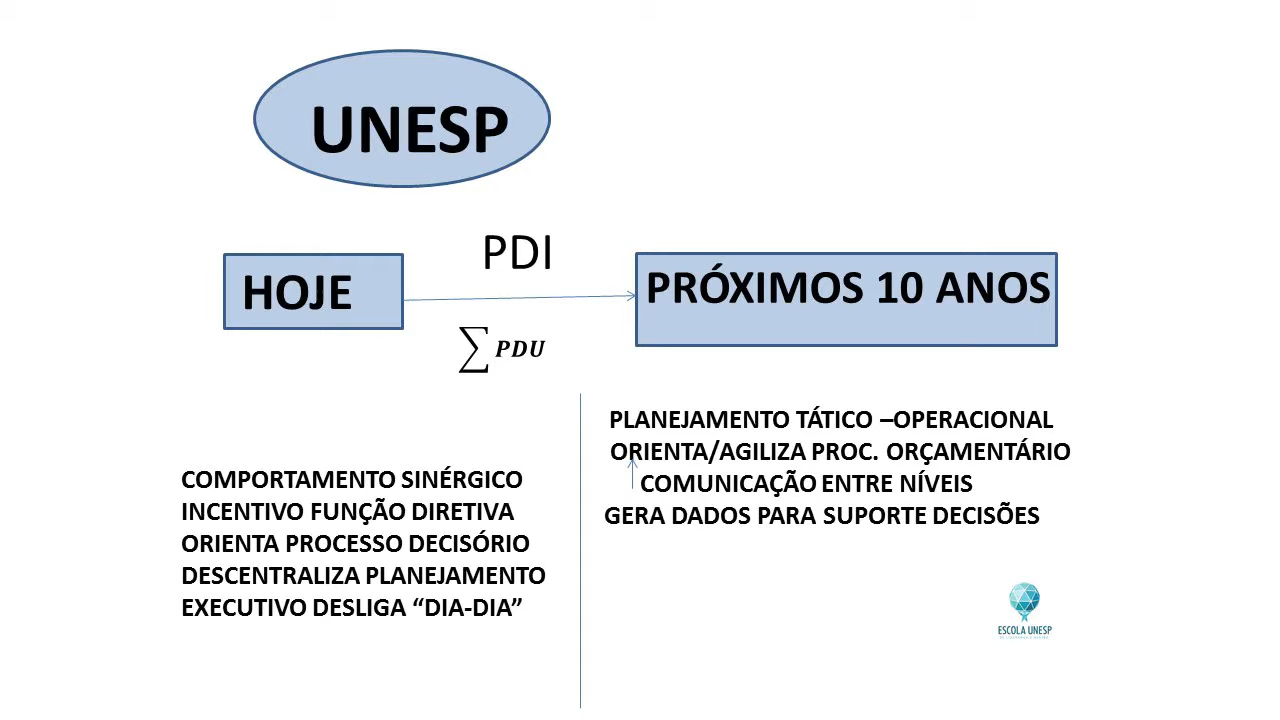 UNESP
PDI
HOJE
PRÓXIMOS 10 ANOS
∑ PDU
COMPORTAMENTO SINÉRGICO
INCENTIVO FUNÇÃO DIRETIVA
ORIENTA PROCESSO DECISÓRIO
DESCENTRALIZA PLANEJAMENTO
EXECUTIVO DESLIGA “DIA-DIA”
PLANEJAMENTO TÁTICO –OPERACIONAL
ORIENTA/AGILIZA PROC. ORÇAMENTÁRIO
COMUNICAÇÃO ENTRE NÍVEIS
GERA DADOS PARA SUPORTE DECISÕES
ESCOLA UNESP